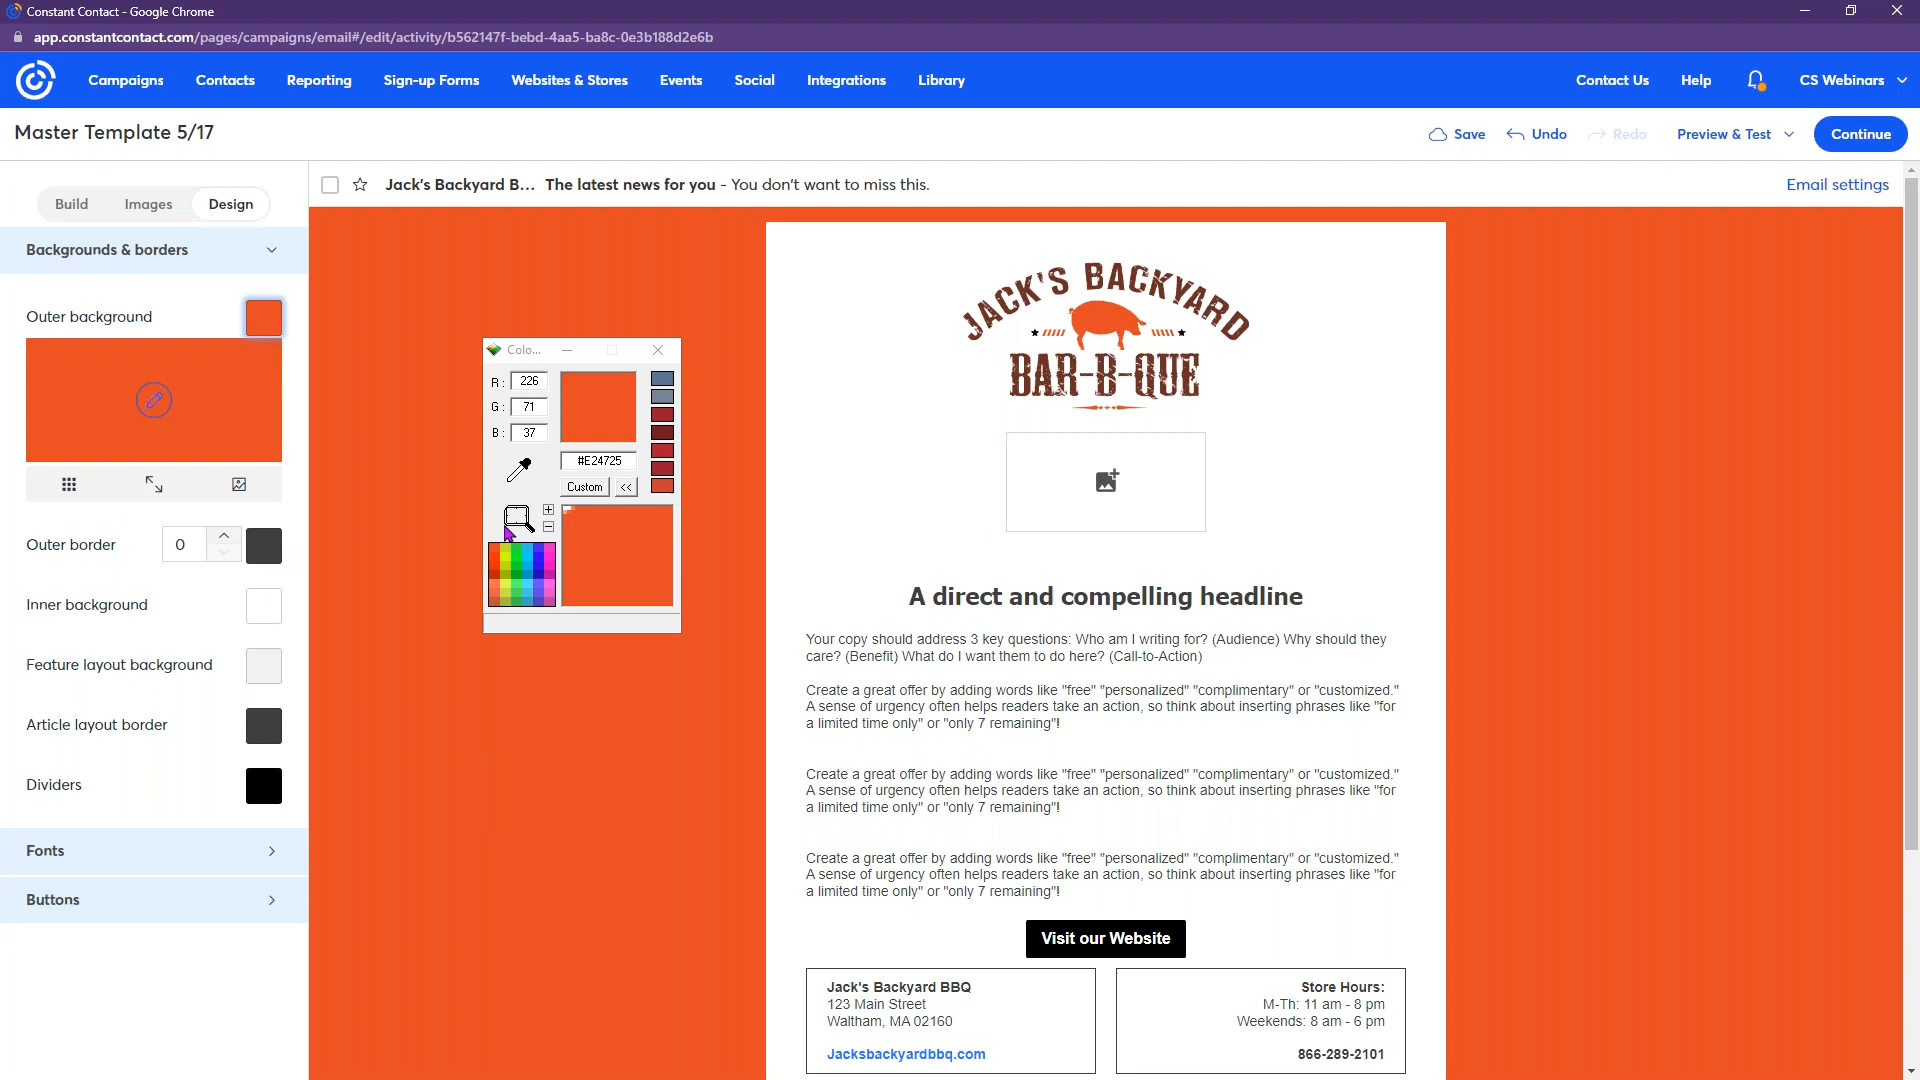 Constant Contact - Google Chrome
app.constantcontact.com/pages/campaigns/email#/edit/activity/b562147f-bebd-4aa5-ba8c-0e3b188d2e6b
Campaigns Contacts Reporting Sign-up Forms Websites & Stores Events Social Integrations Library Contact Us Help CS Webinars
Master Template 5/17
Save Undo Redo Preview & Test Continue
Build Images Design
Jack's Backyard B... The latest news for you - You don't want to miss this. Email settings
Backgrounds & borders
Outer background
Outer border 0
Inner background
Feature layout background
Article layout border
Dividers
Fonts
Buttons
Colo...
R: 226
G: 71
B: 37
#E24725
Custom <<
JACK'S BACKYARD
BAR-B-QUE
A direct and compelling headline
Your copy should address 3 key questions: Who am I writing for? (Audience) Why should they
care? (Benefit) What do I want them to do here? (Call-to-Action)
Create a great offer by adding words like "free" "personalized" "complimentary" or "customized."
A sense of urgency often helps readers take an action, so think about inserting phrases like "for
a limited time only" or "only 7 remaining"!
Create a great offer by adding words like "free" "personalized" "complimentary" or "customized."
A sense of urgency often helps readers take an action, so think about inserting phrases like "for
a limited time only" or "only 7 remaining"!
Create a great offer by adding words like "free" "personalized" "complimentary" or "customized."
A sense of urgency often helps readers take an action, so think about inserting phrases like "for
a limited time only" or "only 7 remaining"!
Visit our Website
Jack's Backyard BBQ
123 Main Street
Waltham, MA 02160
Jacksbackyardbbq.com
Store Hours:
M-Th: 11 am - 8 pm
Weekends: 8 am - 6 pm
866-289-2101